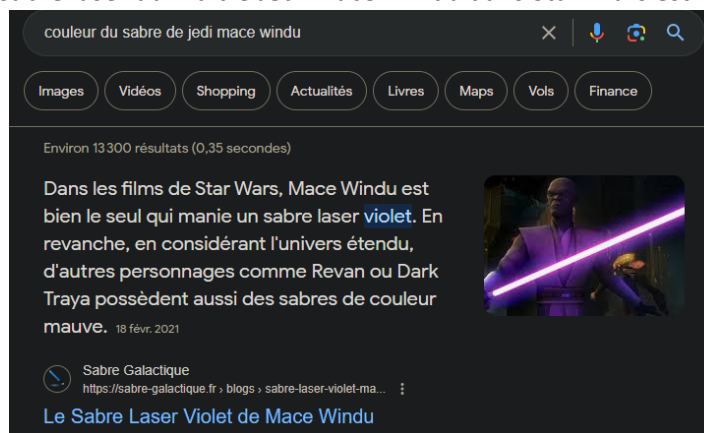 couleur du sabre de jedi mace windu
Images
Vidéos
Shopping
Actualités
Livres
Maps
Vols
Finance
Environ 13 300 résultats (0,35 secondes)
Dans les films de Star Wars, Mace Windu est
bien le seul qui manie un sabre laser violet. En
revanche, en considérant l'univers étendu,
d'autres personnages comme Revan ou Dark
Traya possèdent aussi des sabres de couleur
mauve. 18 févr. 2021
Sabre Galactique
https://sabre-galactique.fr › blogs › sabre-laser-violet-ma...
Le Sabre Laser Violet de Mace Windu